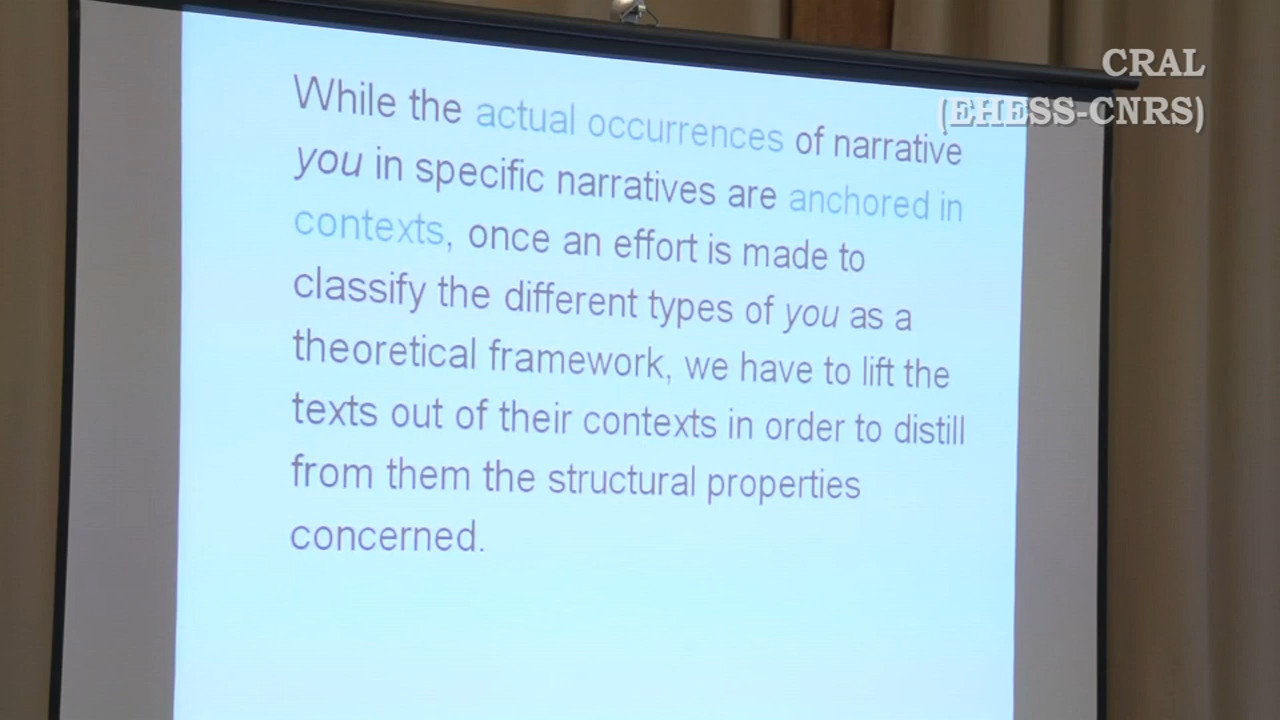 CRAL
(EHESS-CNRS)
While the actual occurrences of narrative
you in specific narratives are anchored in
contexts, once an effort is made to
classify the different types of you as a
theoretical framework, we have to lift the
texts out of their contexts in order to distill
from them the structural properties
concerned.